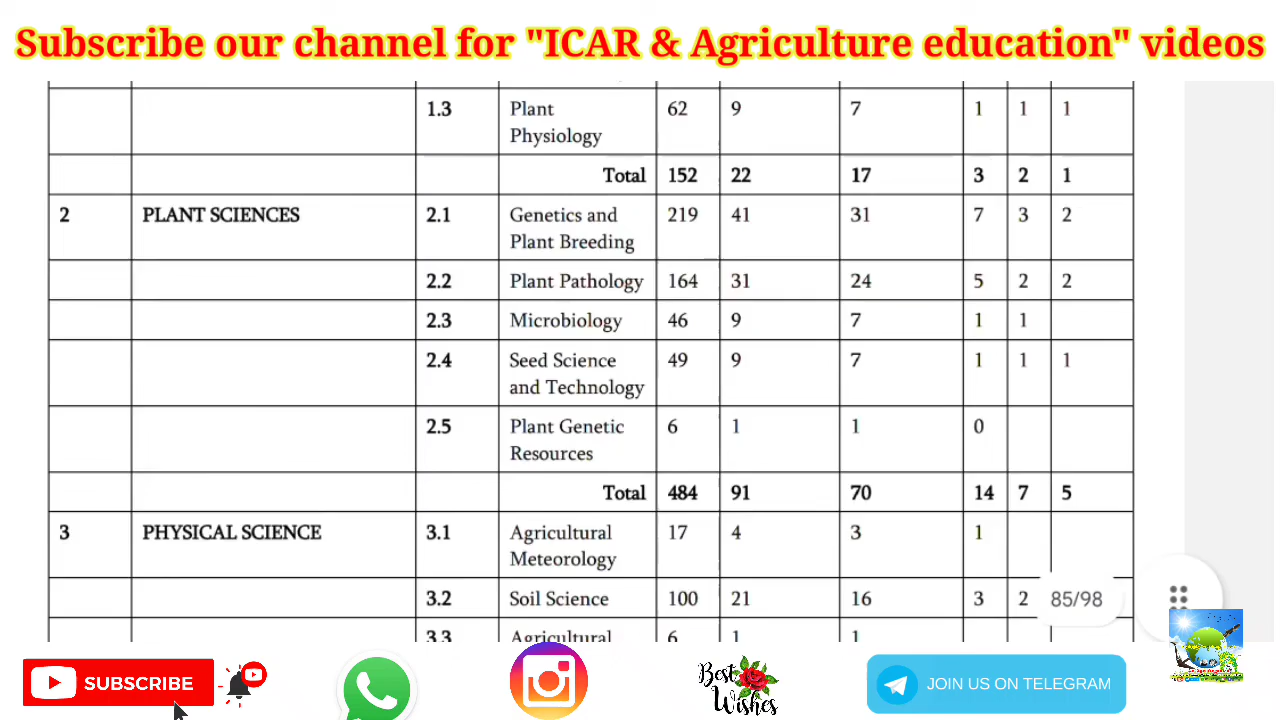 Subscribe our channel for "ICAR & Agriculture education" videos
1.3 Plant Physiology 62 9 7 1 1 1
Total 152 22 17 3 2 1
2 PLANT SCIENCES 2.1 Genetics and Plant Breeding 219 41 31 7 3 2
2.2 Plant Pathology 164 31 24 5 2 2
2.3 Microbiology 46 9 7 1 1
2.4 Seed Science and Technology 49 9 7 1 1 1
2.5 Plant Genetic Resources 6 1 1 0
Total 484 91 70 14 7 5
3 PHYSICAL SCIENCE 3.1 Agricultural Meteorology 17 4 3 1
3.2 Soil Science 100 21 16 3 2 85/98
3.3 Agricultural 6 1 1
SUBSCRIBE
Best Wishes
JOIN US ON TELEGRAM